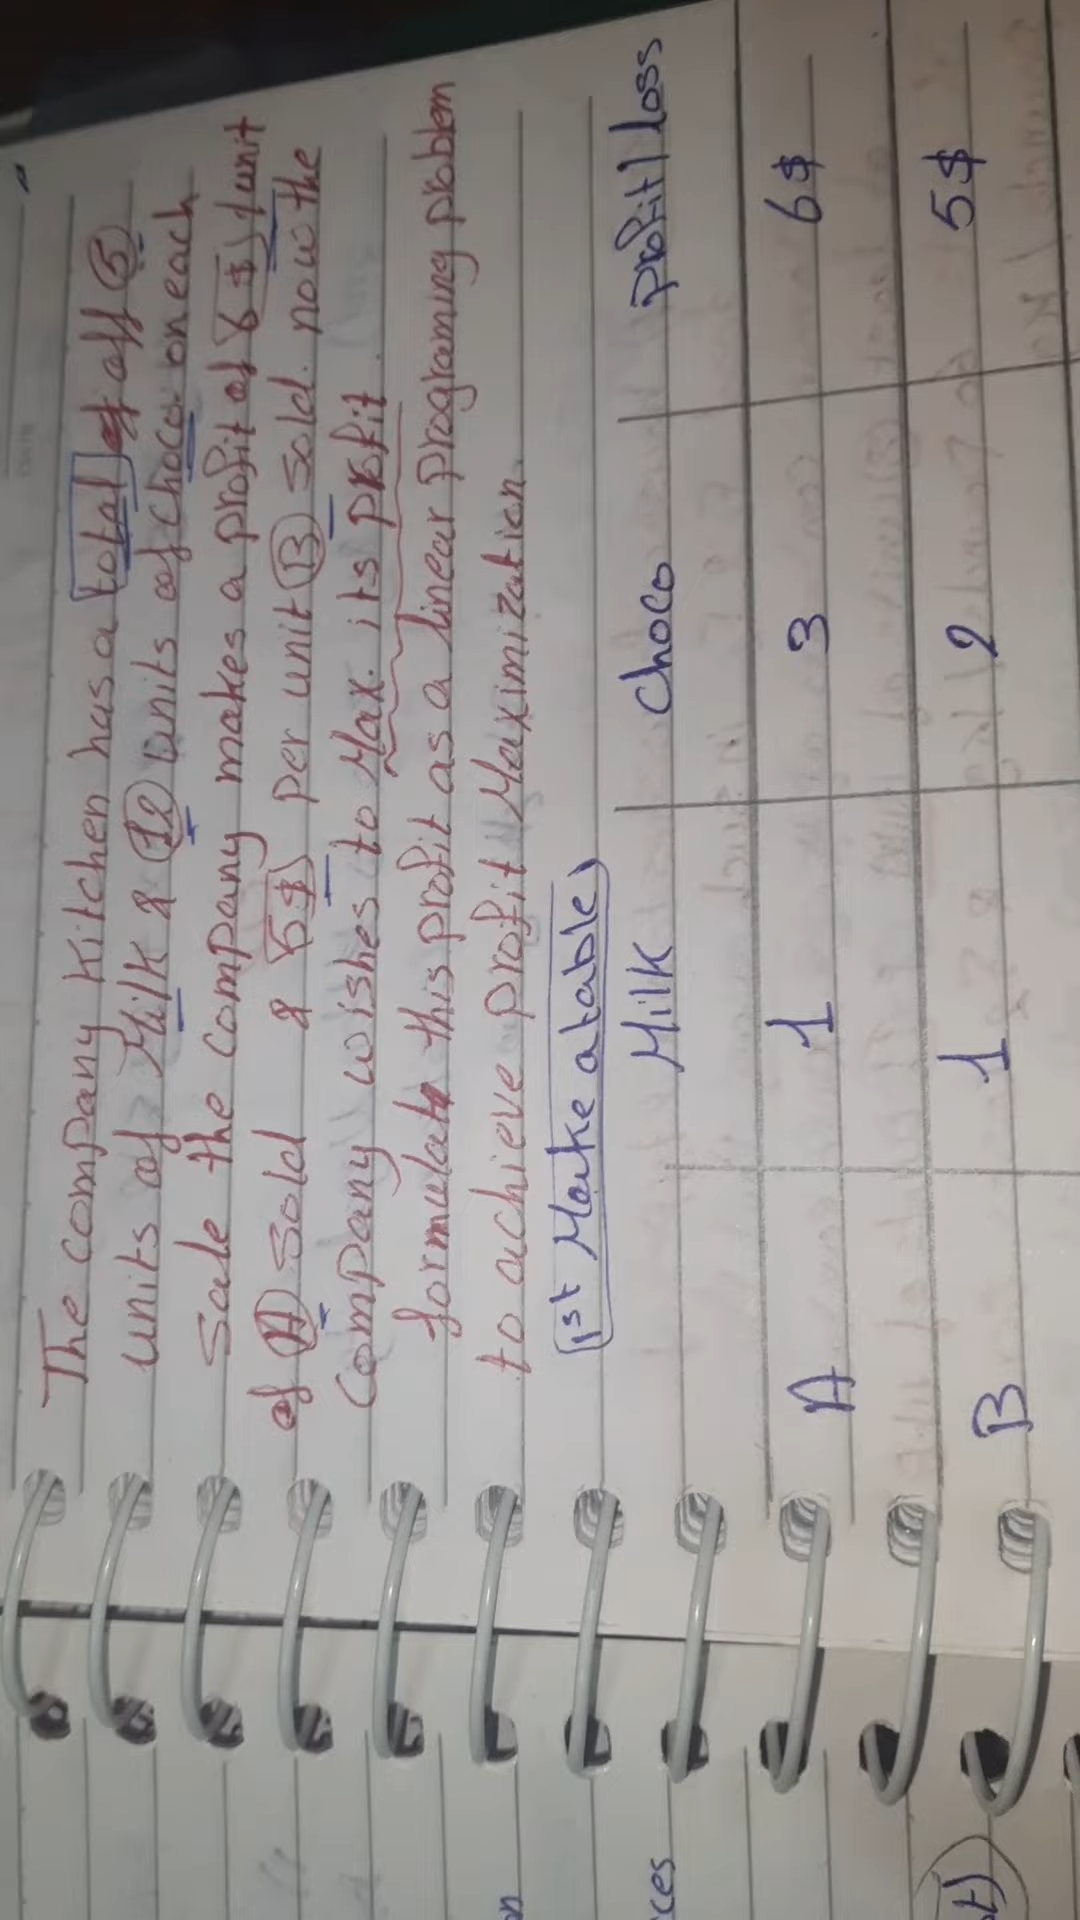 The company Kitchen has a total of off 5
units of Milk & 12 units of choco. on each
Sale the company makes a profit of 6 $ / unit
of A sold & 5$ per unit B sold. now the
Company wishes to Max. its profit.
formulate this profit as a linear programing problem
to achieve profit Maximization.
1st Make a table
Milk choco profit | loss
A 1 3 6$
B 1 2 5$